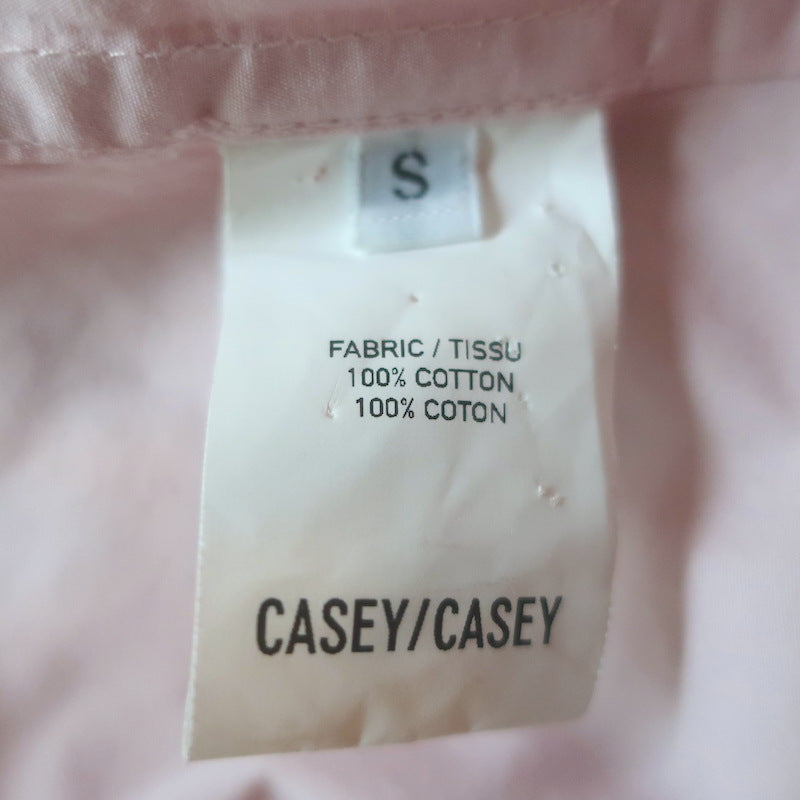 S
FABRIC / TISSU
100% COTTON
100% COTON
CASEY/CASEY